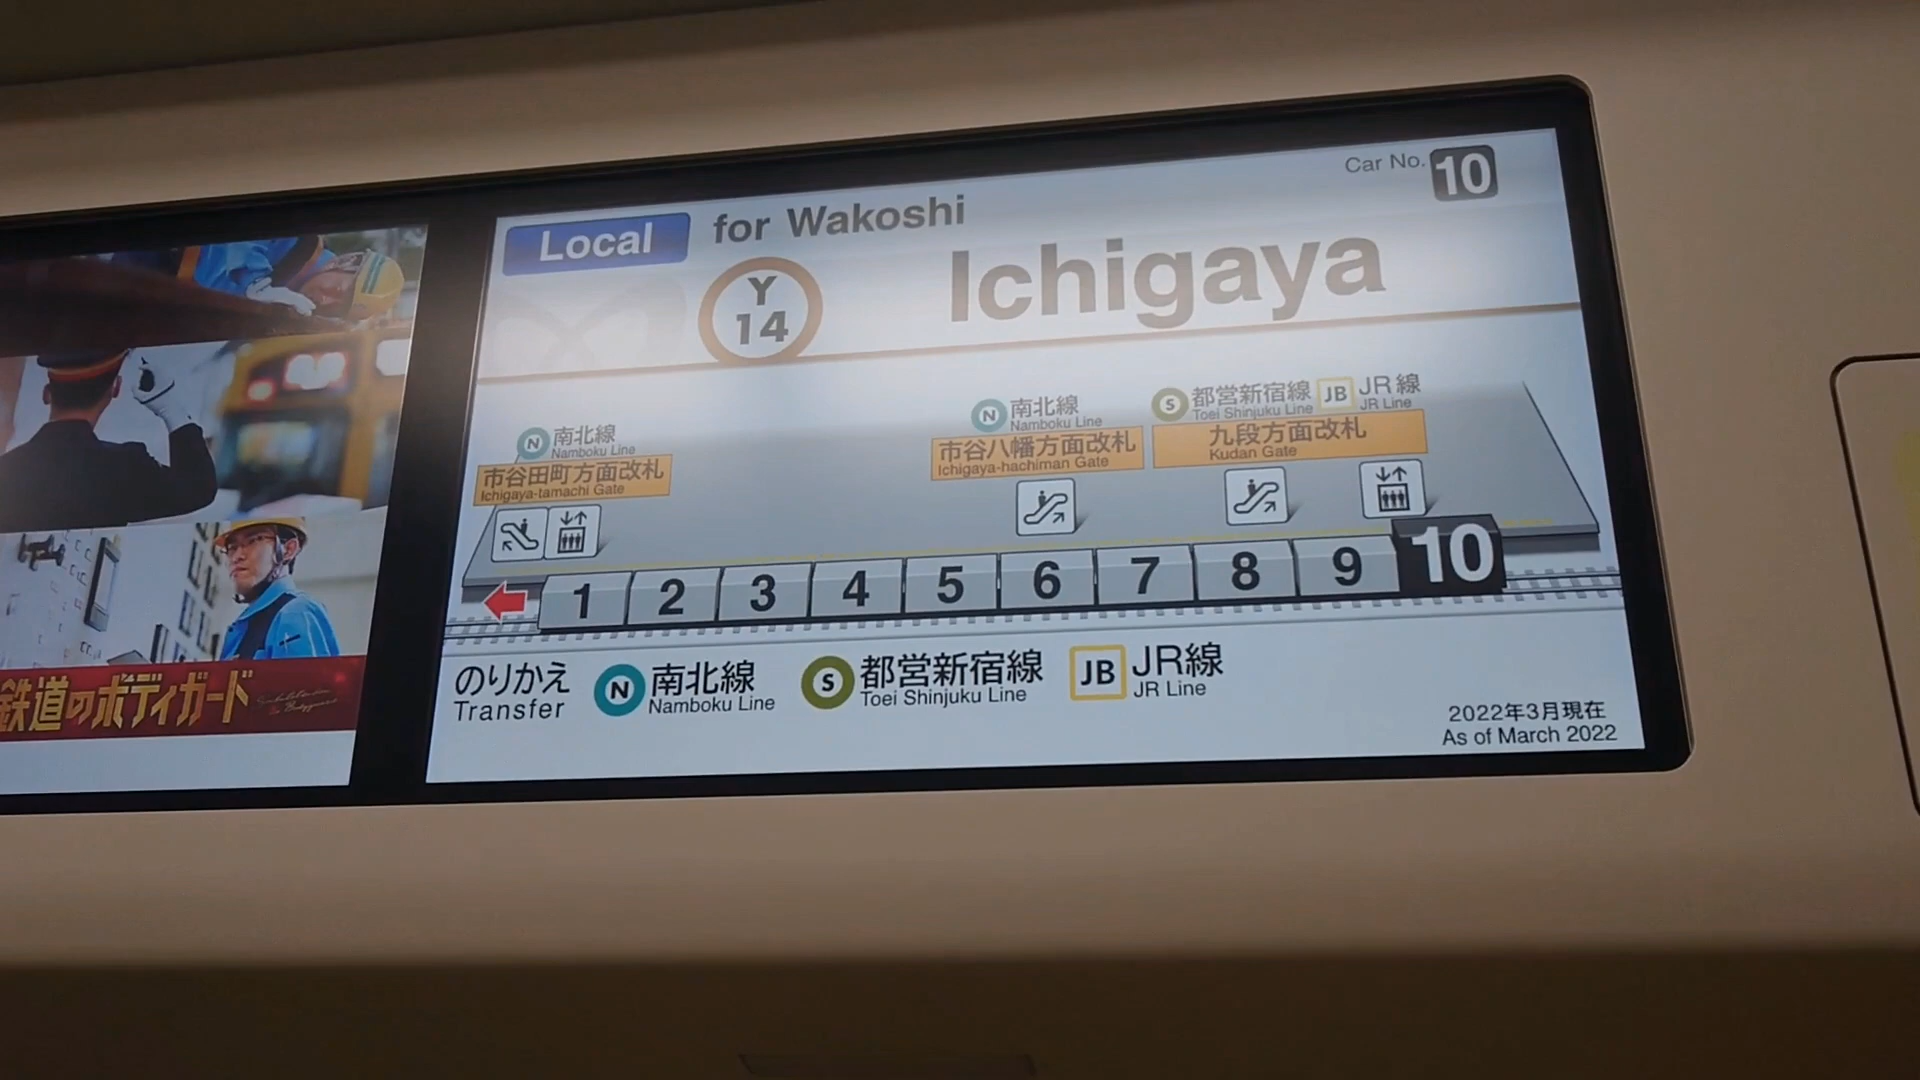 Car No. 10
Local for Wakoshi
Y
14
Ichigaya
N 南北線
Namboku Line
市谷田町方面改札
Ichigaya-tamachi Gate
N 南北線
Namboku Line
市谷八幡方面改札
Ichigaya-hachiman Gate
S 都営新宿線 JB JR線
Toei Shinjuku Line JR Line
九段方面改札
Kudan Gate
1 2 3 4 5 6 7 8 9 10
のりかえ N 南北線 S 都営新宿線 JB JR線
Transfer Namboku Line Toei Shinjuku Line JR Line
2022年3月現在
As of March 2022
鉄道のボディガード